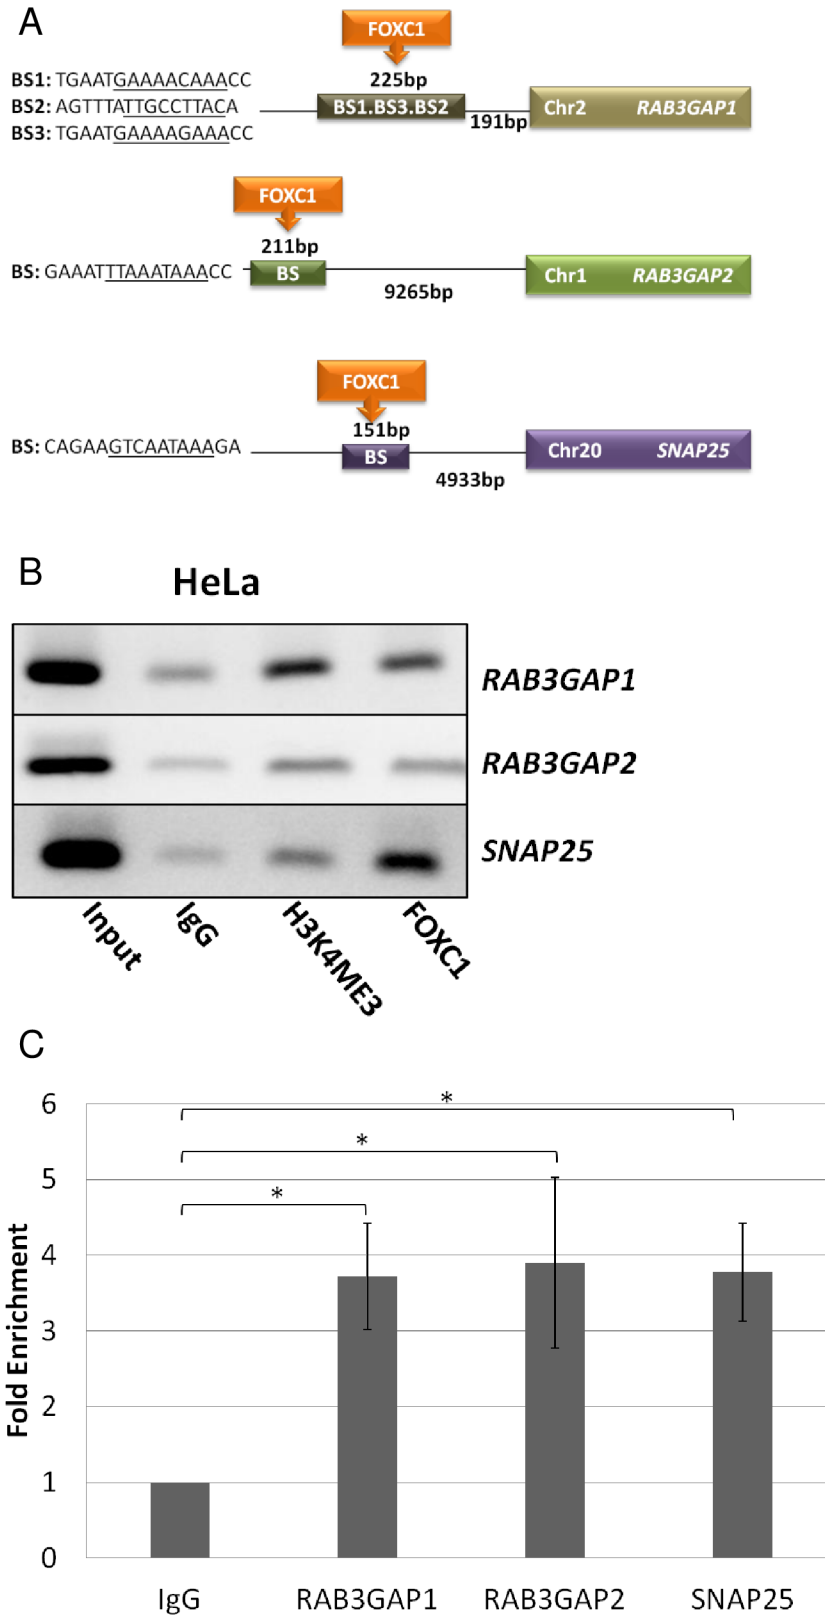 A
FOXC1
225bp
BS1: TGAATGAAAACAAACC
BS2: AGTTTATTGCCTTACA
BS3: TGAATGAAAAGAAACC
BS1.BS3.BS2
191bp
Chr2 RAB3GAP1
FOXC1
211bp
BS: GAAATTTAAATAAACC
BS
9265bp
Chr1 RAB3GAP2
FOXC1
151bp
BS: CAGAAGTCAATAAAGA
BS
4933bp
Chr20 SNAP25
B
HeLa
RAB3GAP1
RAB3GAP2
SNAP25
Input IgG H3K4ME3 FOXC1
C
Fold Enrichment
6
5
4
3
2
1
0
*
*
*
IgG RAB3GAP1 RAB3GAP2 SNAP25